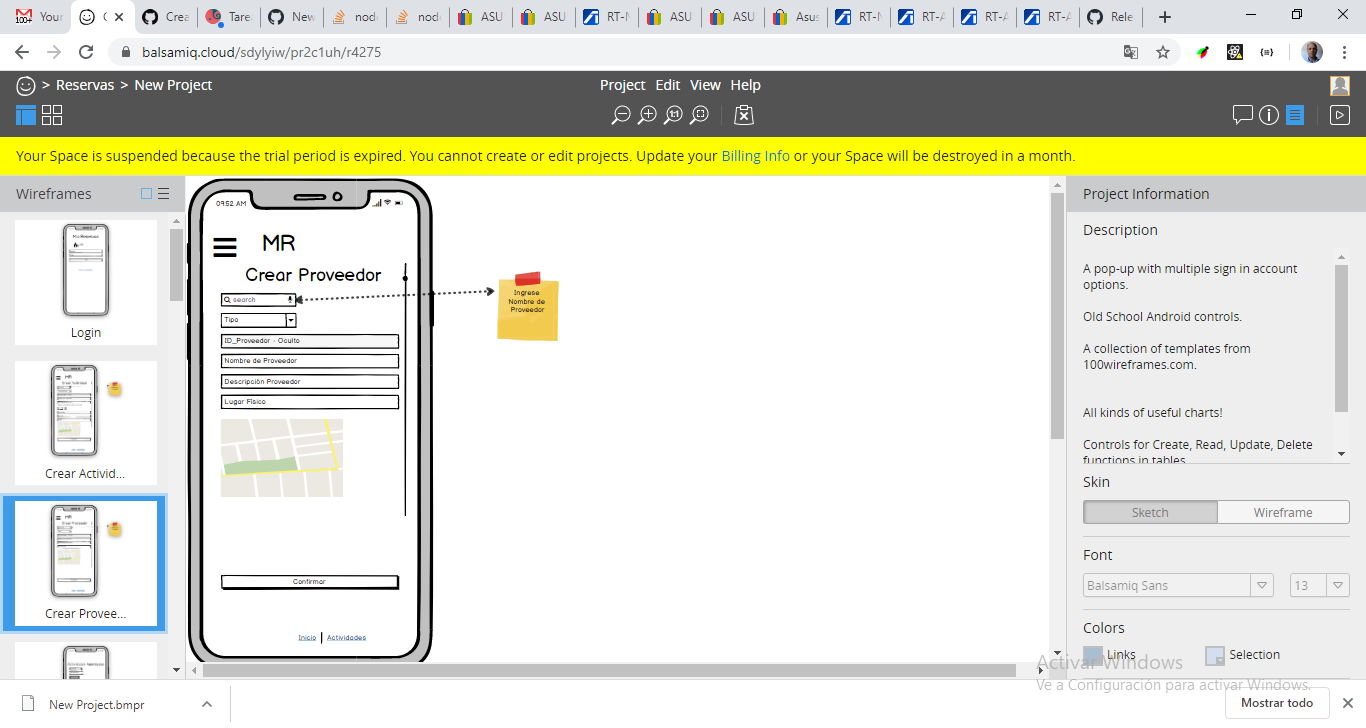 100+
Your
C
Crea
Tare
New
node
node
ASU
ASU
RT-N
ASU
ASU
Asus
RT-N
RT-A
RT-A
RT-A
Rele
balsamiq.cloud/sdylyiw/pr2c1uh/r4275
> Reservas > New Project
Project Edit View Help
1:1
Your Space is suspended because the trial period is expired. You cannot create or edit projects. Update your Billing Info or your Space will be destroyed in a month.
Wireframes
Login
Crear Activid...
Crear Provee...
09:52 AM
MR
Crear Proveedor
search
Tipo
ID_Proveedor - Oculto
Nombre de Proveedor
Descripción Proveedor
Lugar Físico
Confirmar
Inicio | Actividades
Ingrese
Nombre de
Proveedor
Project Information
Description
A pop-up with multiple sign in account
options.
Old School Android controls.
A collection of templates from
100wireframes.com.
All kinds of useful charts!
Controls for Create, Read, Update, Delete
functions in tables
Skin
Sketch Wireframe
Font
Balsamiq Sans 13
Colors
Links Selection
Activar Windows
Ve a Configuración para activar Windows.
New Project.bmpr
Mostrar todo